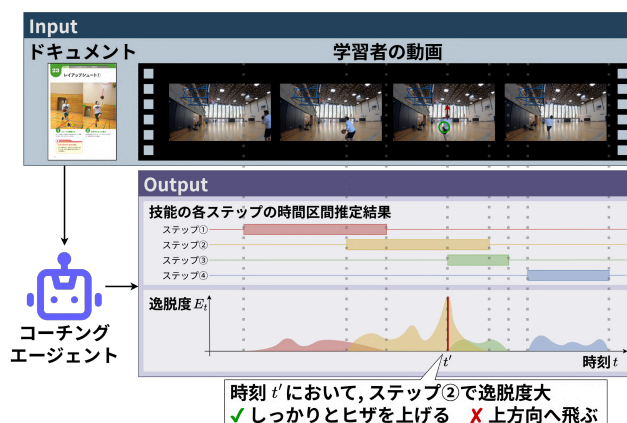 Input
ドキュメント
学習者の動画
23
レイアップシュート①
Output
技能の各ステップの時間区間推定結果
ステップ①
ステップ②
ステップ③
ステップ④
逸脱度 Eₜ
t′
時刻 t
コーチング
エージェント
時刻 t′ において, ステップ②で逸脱度大
✓ しっかりとヒザを上げる ✗ 上方向へ飛ぶ